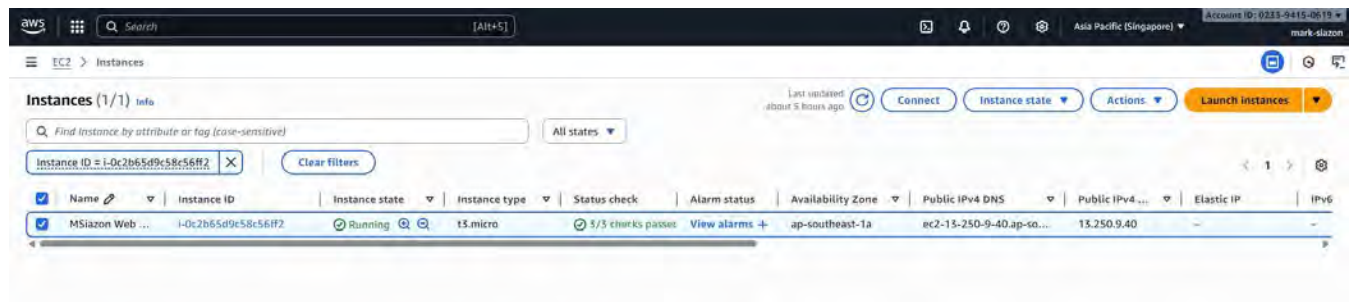 aws Search [Alt+S] Asia Pacific (Singapore) Account ID: 0233-9415-0619
mark-siazon
EC2 > Instances
Instances (1/1) Info Last updated about 5 hours ago Connect Instance state Actions Launch instances
Find Instance by attribute or tag (case-sensitive) All states
Instance ID = i-0c2b65d9c58c56ff2 X Clear filters 1
Name Instance ID Instance state Instance type Status check Alarm status Availability Zone Public IPv4 DNS Public IPv4 ... Elastic IP IPv6
MSiazon Web ... i-0c2b65d9c58c56ff2 Running t3.micro 3/3 checks passec View alarms + ap-southeast-1a ec2-13-250-9-40.ap-so... 13.250.9.40 – –